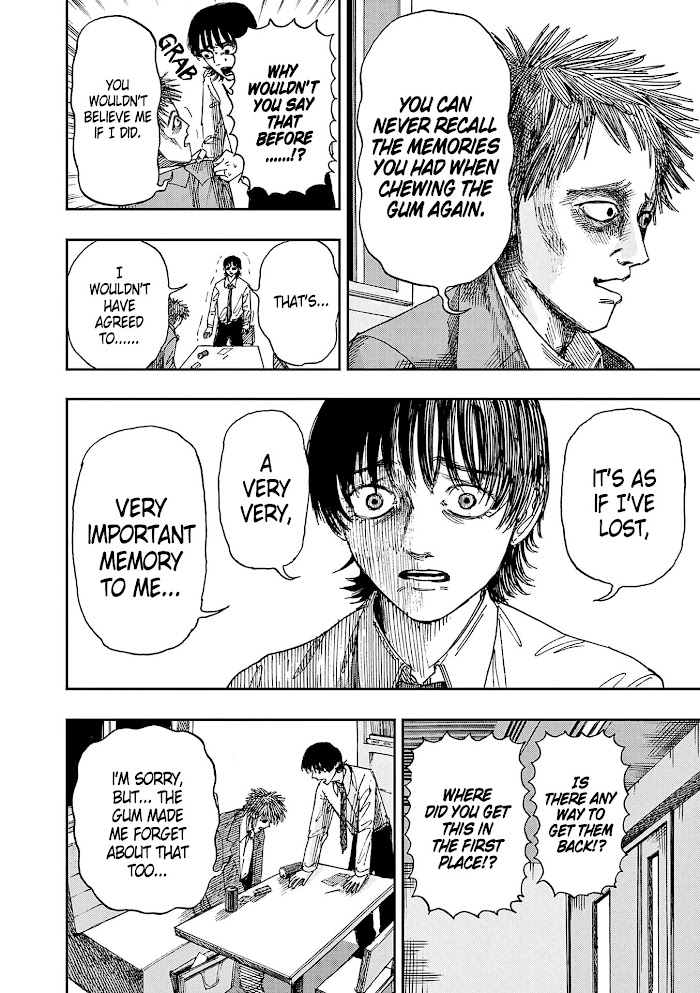 YOU CAN
NEVER RECALL
THE MEMORIES
YOU HAD WHEN
CHEWING THE
GUM AGAIN.
WHY
WOULDN'T
YOU SAY
THAT
BEFORE
.......!?
GRAB
YOU
WOULDN'T
BELIEVE ME
IF I DID.
THAT'S...
I
WOULDN'T
HAVE
AGREED
TO......
IT'S AS
IF I'VE
LOST,
A
VERY
VERY,
VERY
IMPORTANT
MEMORY
TO ME...
IS
THERE ANY
WAY TO
GET THEM
BACK!?
WHERE
DID YOU GET
THIS IN
THE FIRST
PLACE!?
I'M SORRY,
BUT... THE
GUM MADE
ME FORGET
ABOUT THAT
TOO...